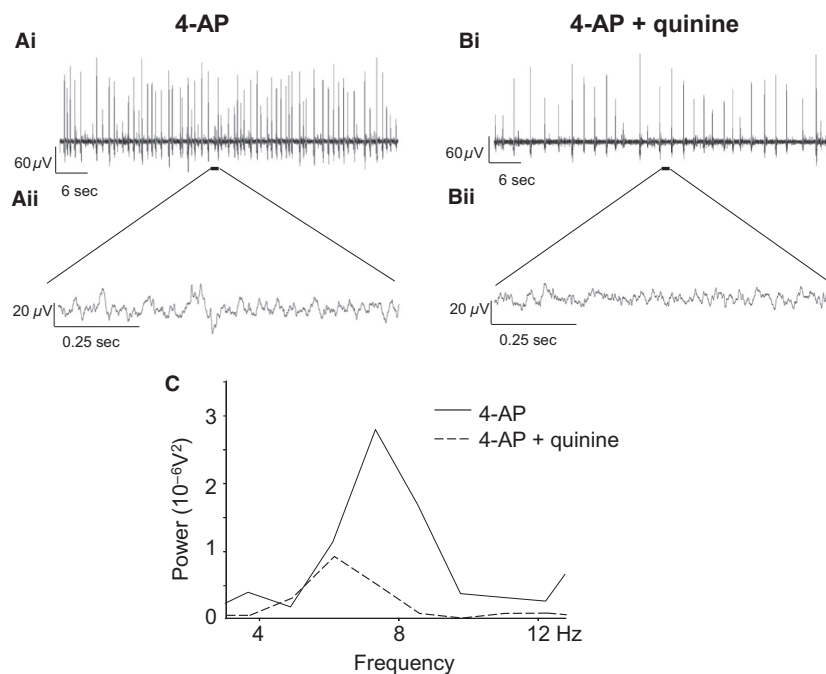 4-AP
4-AP + quinine
Ai
Bi
60 µV
6 sec
60 µV
6 sec
Aii
Bii
20 µV
0.25 sec
20 µV
0.25 sec
C
4-AP
4-AP + quinine
Power (10⁻⁶V²)
3
2
1
0
4
8
12 Hz
Frequency